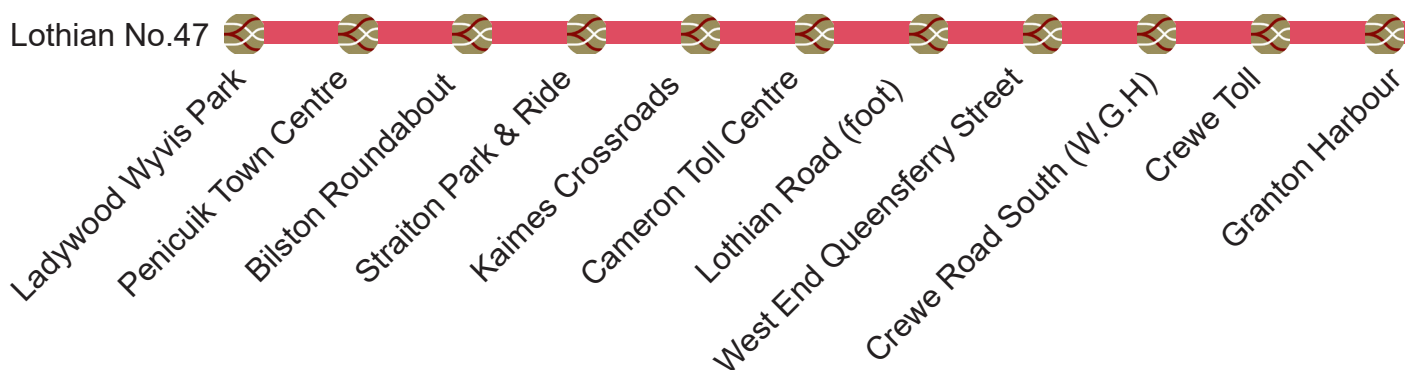 Lothian No.47
Ladywood Wyvis Park
Penicuik Town Centre
Bilston Roundabout
Straiton Park & Ride
Kaimes Crossroads
Cameron Toll Centre
Lothian Road (foot)
West End Queensferry Street
Crewe Road South (W.G.H)
Crewe Toll
Granton Harbour